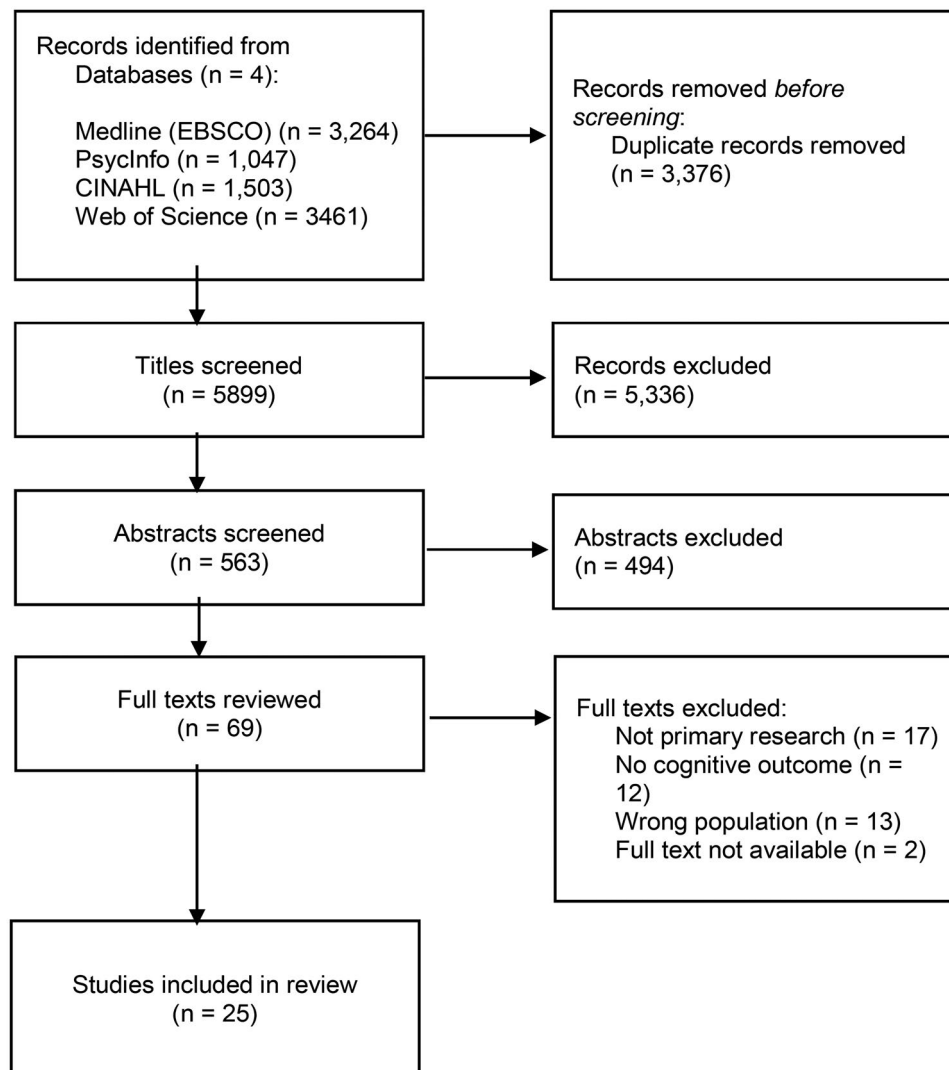 Records identified from
Databases (n = 4):
Medline (EBSCO) (n = 3,264)
PsycInfo (n = 1,047)
CINAHL (n = 1,503)
Web of Science (n = 3461)
Records removed before
screening:
Duplicate records removed
(n = 3,376)
Titles screened
(n = 5899)
Records excluded
(n = 5,336)
Abstracts screened
(n = 563)
Abstracts excluded
(n = 494)
Full texts reviewed
(n = 69)
Full texts excluded:
Not primary research (n = 17)
No cognitive outcome (n =
12)
Wrong population (n = 13)
Full text not available (n = 2)
Studies included in review
(n = 25)